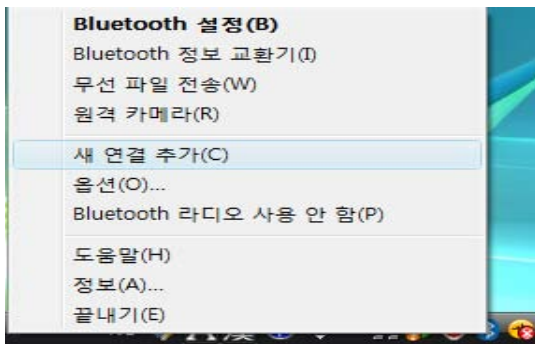 Bluetooth 설정(B)
Bluetooth 정보 교환기(I)
무선 파일 전송(W)
원격 카메라(R)
새 연결 추가(C)
옵션(O)...
Bluetooth 라디오 사용 안 함(P)
도움말(H)
정보(A)...
끝내기(E)